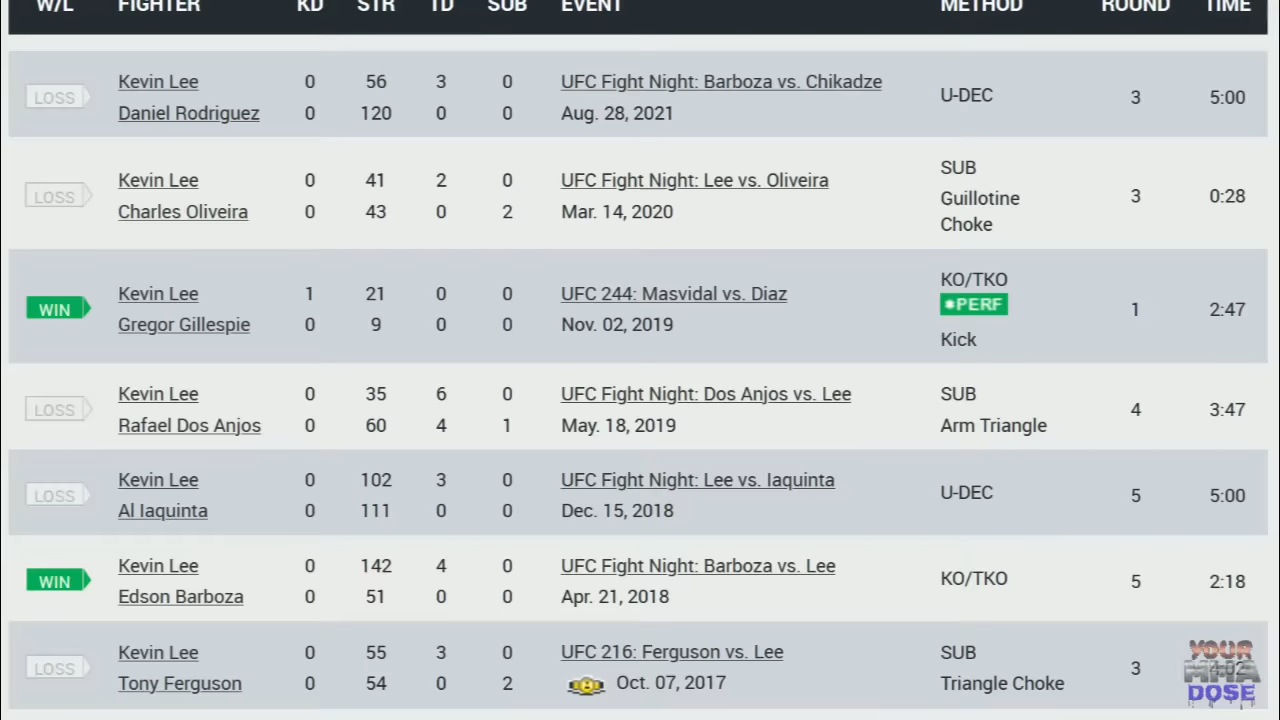 W/L FIGHTER KD STR TD SUB EVENT METHOD ROUND TIME
LOSS Kevin Lee 0 56 3 0 UFC Fight Night: Barboza vs. Chikadze U-DEC 3 5:00
Daniel Rodriguez 0 120 0 0 Aug. 28, 2021
LOSS Kevin Lee 0 41 2 0 UFC Fight Night: Lee vs. Oliveira SUB 3 0:28
Charles Oliveira 0 43 0 2 Mar. 14, 2020 Guillotine
Choke
WIN Kevin Lee 1 21 0 0 UFC 244: Masvidal vs. Diaz KO/TKO 1 2:47
PERF
Gregor Gillespie 0 9 0 0 Nov. 02, 2019 Kick
LOSS Kevin Lee 0 35 6 0 UFC Fight Night: Dos Anjos vs. Lee SUB 4 3:47
Rafael Dos Anjos 0 60 4 1 May. 18, 2019 Arm Triangle
LOSS Kevin Lee 0 102 3 0 UFC Fight Night: Lee vs. Iaquinta U-DEC 5 5:00
Al Iaquinta 0 111 0 0 Dec. 15, 2018
WIN Kevin Lee 0 142 4 0 UFC Fight Night: Barboza vs. Lee KO/TKO 5 2:18
Edson Barboza 0 51 0 0 Apr. 21, 2018
LOSS Kevin Lee 0 55 3 0 UFC 216: Ferguson vs. Lee SUB 3 4:02
Tony Ferguson 0 54 0 2 Oct. 07, 2017 Triangle Choke
YOUR
MMA
DOSE